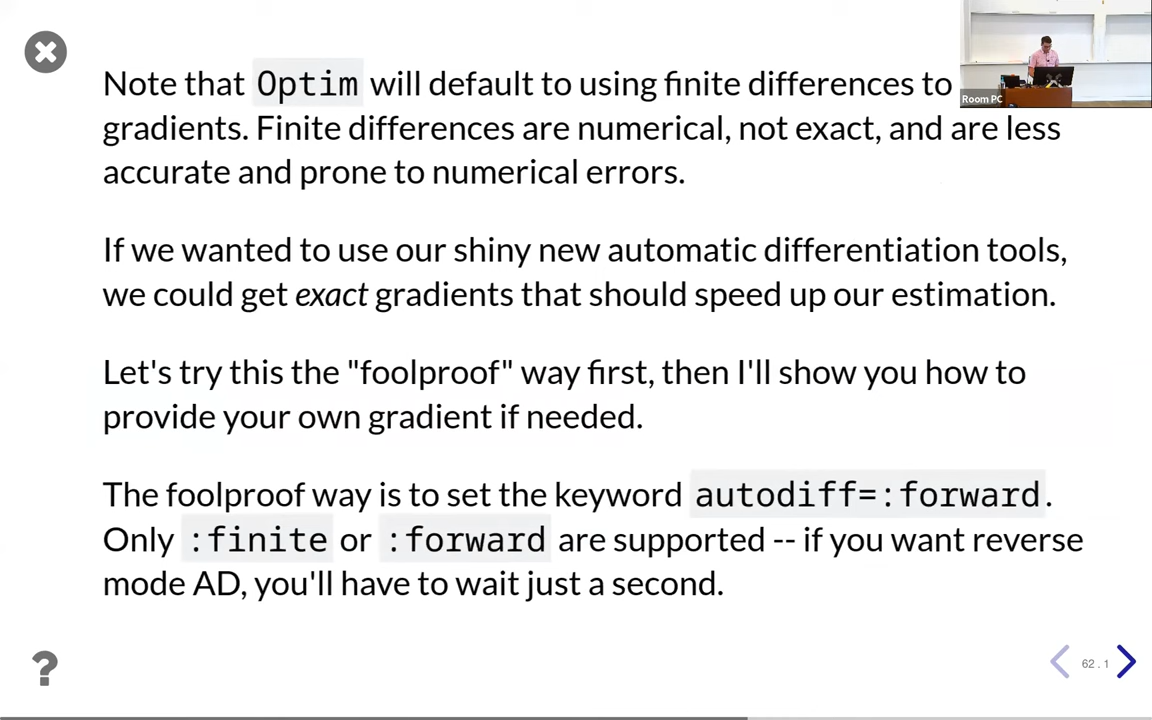 Note that Optim will default to using finite differences to
gradients. Finite differences are numerical, not exact, and are less
accurate and prone to numerical errors.
If we wanted to use our shiny new automatic differentiation tools,
we could get exact gradients that should speed up our estimation.
Let's try this the "foolproof" way first, then I'll show you how to
provide your own gradient if needed.
The foolproof way is to set the keyword autodiff=:forward.
Only :finite or :forward are supported -- if you want reverse
mode AD, you'll have to wait just a second.
Room PC
?
62.1